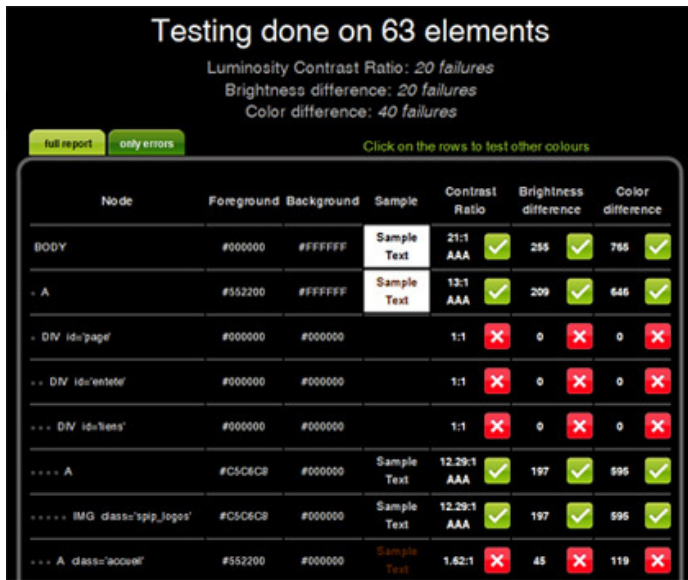 Testing done on 63 elements
Luminosity Contrast Ratio: 20 failures
Brightness difference: 20 failures
Color difference: 40 failures
full report only errors Click on the rows to test other colours
Node Foreground Background Sample Contrast Ratio Brightness difference Color difference
BODY #000000 #FFFFFF Sample Text 21:1 AAA 255 765
A #552200 #FFFFFF Sample Text 13:1 AAA 209 646
DIV id='page' #000000 #000000 1:1 0 0
DIV id='entete' #000000 #000000 1:1 0 0
DIV id='liens' #000000 #000000 1:1 0 0
A #C5C6C8 #000000 Sample Text 12.29:1 AAA 197 595
IMG class='spip_logos' #C5C6C8 #000000 Sample Text 12.29:1 AAA 197 595
A class='accueil' #552200 #000000 Sample Text 1.62:1 45 119